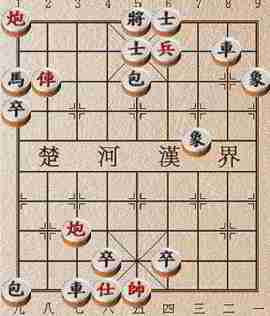 1 2 3 4 5 6 7 8 9
炮 將 士
士 兵 車
馬 俥 包 象
卒
象
楚 河 漢 界
炮
卒 卒
包 車 仕 帥
九 八 七 六 五 四 三 二 一